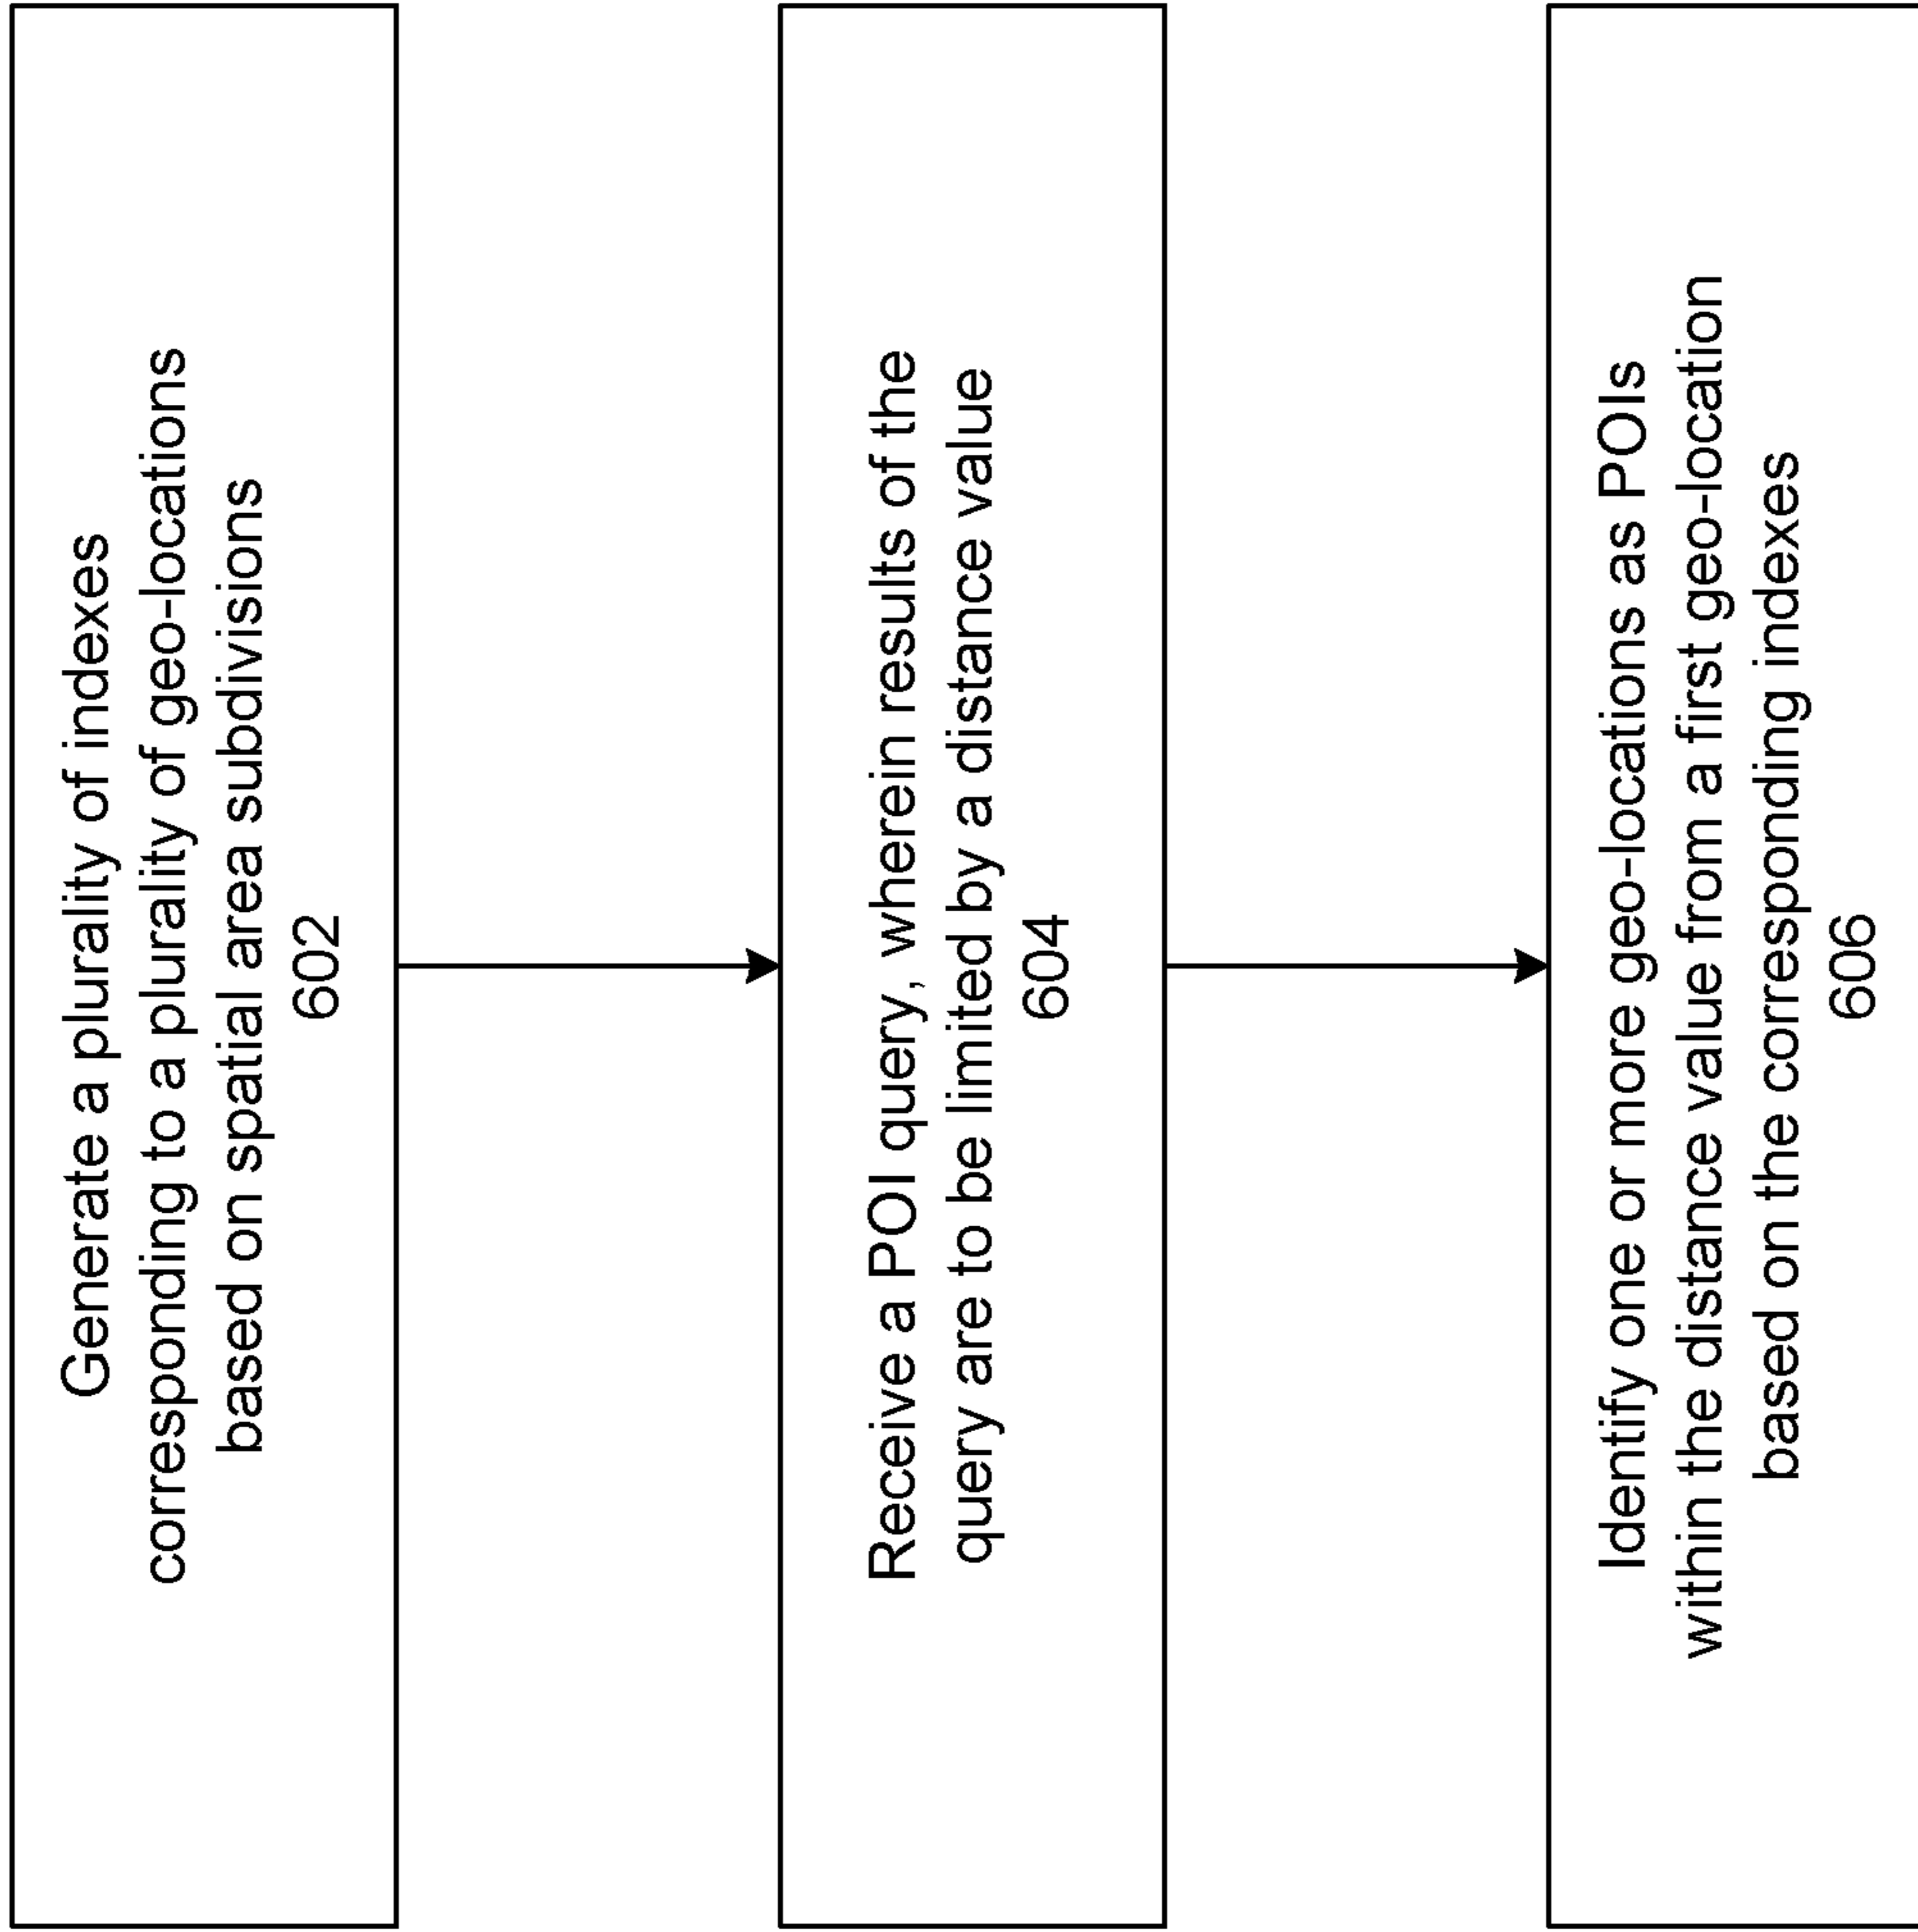 Generate a plurality of indexes
corresponding to a plurality of geo-locations
based on spatial area subdivisions
602
Receive a POI query, wherein results of the
query are to be limited by a distance value
604
Identify one or more geo-locations as POIs
within the distance value from a first geo-location
based on the corresponding indexes
606